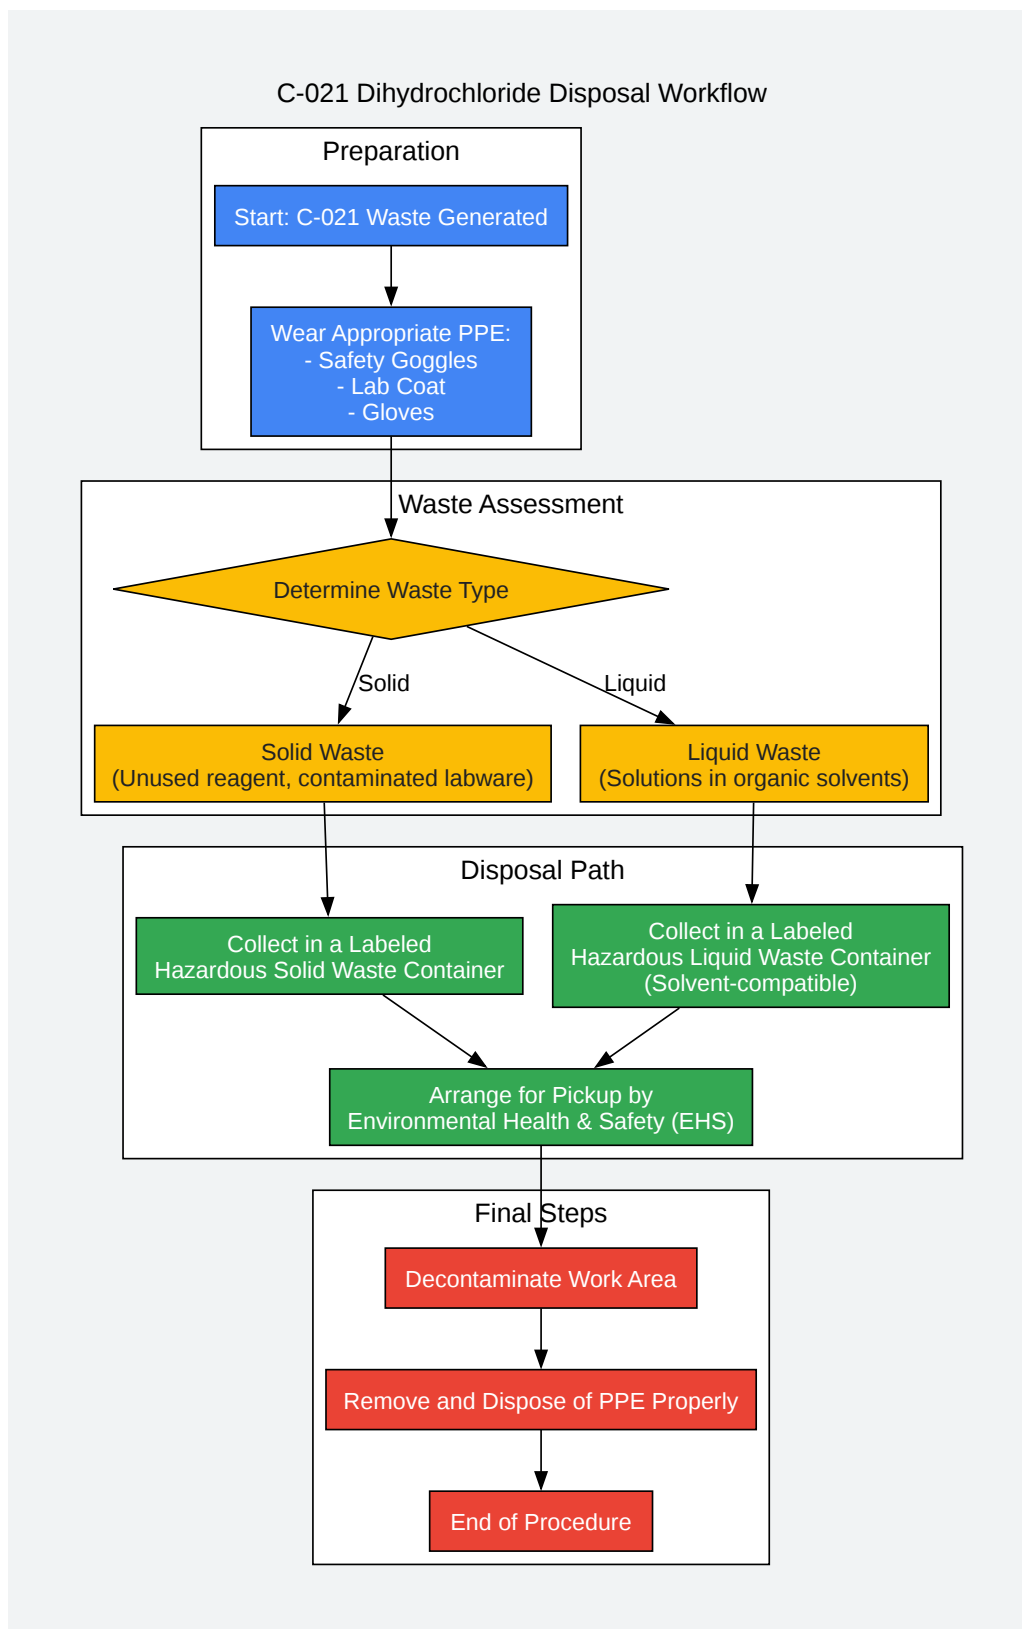 C-021 Dihydrochloride Disposal Workflow
Preparation
Start: C-021 Waste Generated
Wear Appropriate PPE:
- Safety Goggles
- Lab Coat
- Gloves
Waste Assessment
Determine Waste Type
Solid
Liquid
Solid Waste
(Unused reagent, contaminated labware)
Liquid Waste
(Solutions in organic solvents)
Disposal Path
Collect in a Labeled
Hazardous Solid Waste Container
Collect in a Labeled
Hazardous Liquid Waste Container
(Solvent-compatible)
Arrange for Pickup by
Environmental Health & Safety (EHS)
Final Steps
Decontaminate Work Area
Remove and Dispose of PPE Properly
End of Procedure